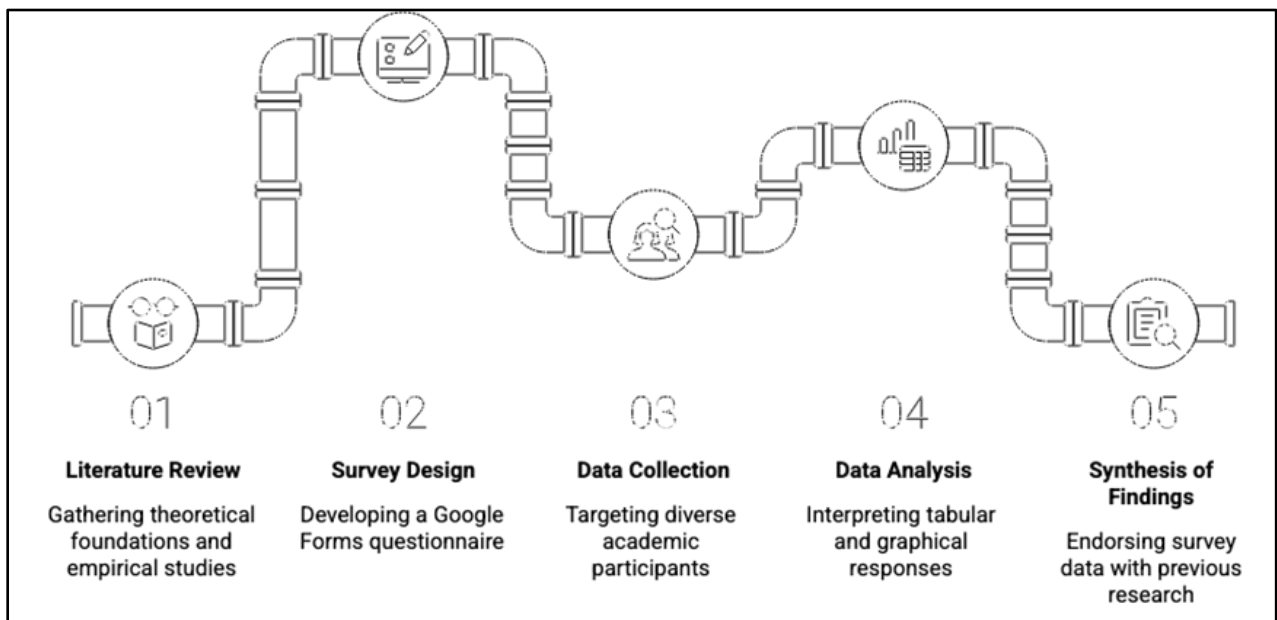 01
Literature Review
Gathering theoretical
foundations and
empirical studies
02
Survey Design
Developing a Google
Forms questionnaire
03
Data Collection
Targeting diverse
academic
participants
04
Data Analysis
Interpreting tabular
and graphical
responses
05
Synthesis of
Findings
Endorsing survey
data with previous
research